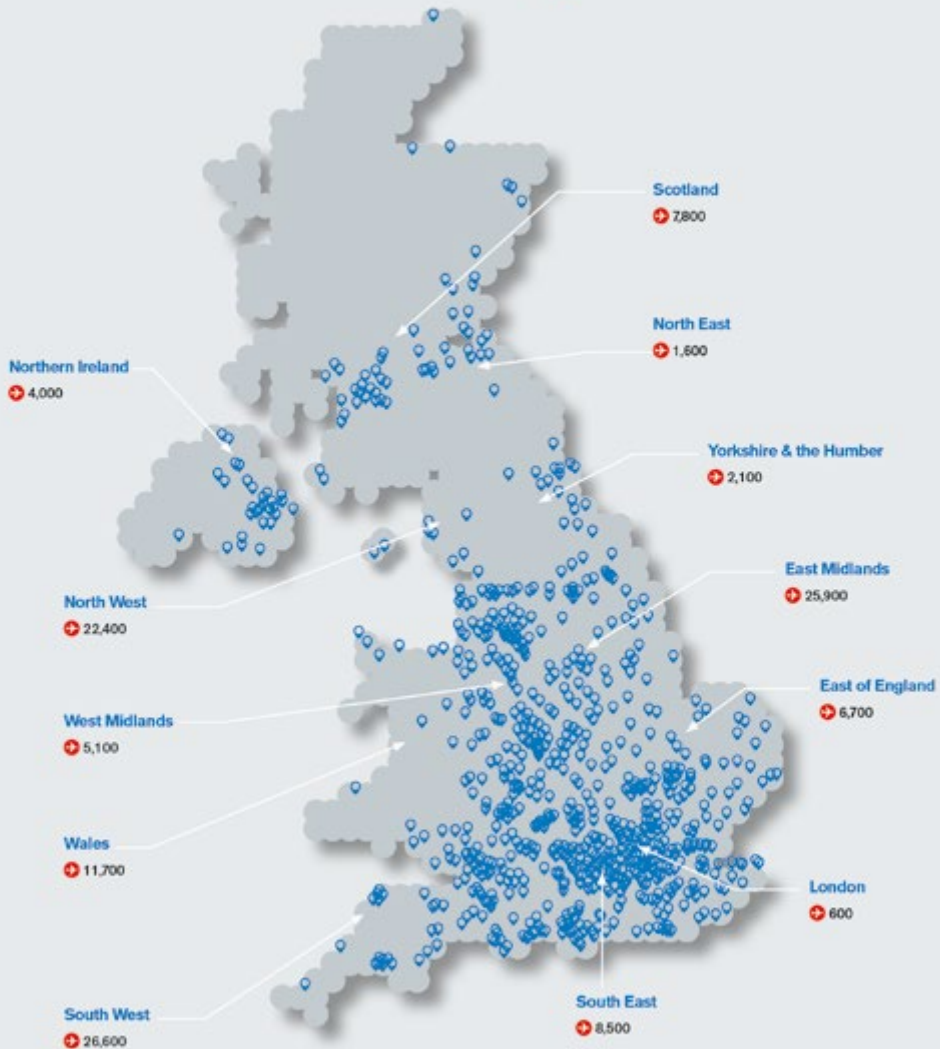 Scotland
7,800
North East
1,600
Northern Ireland
4,000
Yorkshire & the Humber
2,100
East Midlands
25,900
North West
22,400
East of England
6,700
West Midlands
5,100
Wales
11,700
London
600
South East
8,500
South West
26,600